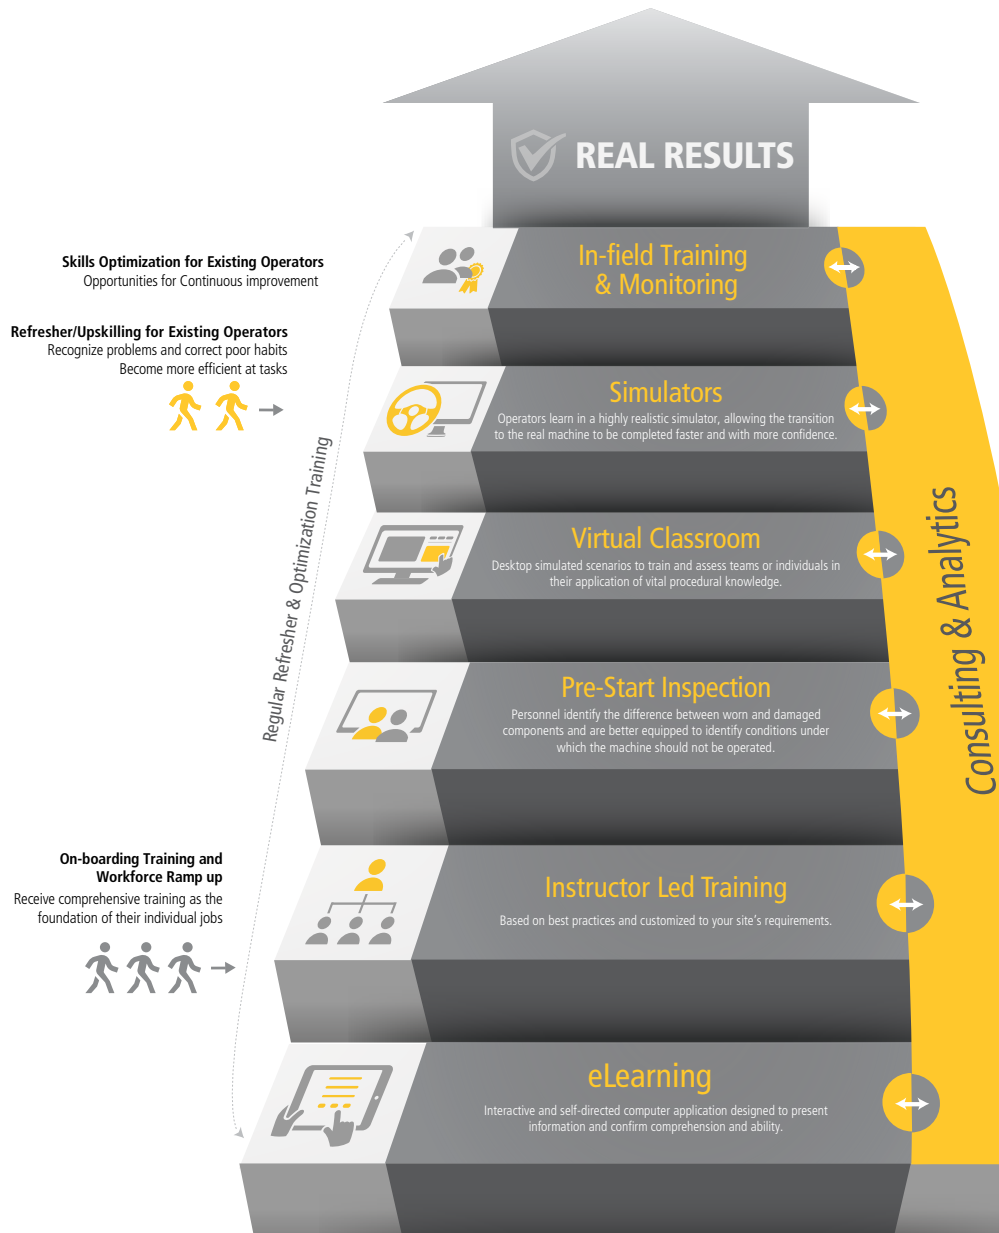 REAL RESULTS
In-field Training
& Monitoring
Skills Optimization for Existing Operators
Opportunities for Continuous improvement
Refresher/Upskilling for Existing Operators
Recognize problems and correct poor habits
Become more efficient at tasks
Simulators
Operators learn in a highly realistic simulator, allowing the transition
to the real machine to be completed faster and with more confidence.
Regular Refresher & Optimization Training
Virtual Classroom
Desktop simulated scenarios to train and assess teams or individuals in
their application of vital procedural knowledge.
Consulting & Analytics
Pre-Start Inspection
Personnel identify the difference between worn and damaged
components and are better equipped to identify conditions under
which the machine should not be operated.
On-boarding Training and
Workforce Ramp up
Receive comprehensive training as the
foundation of their individual jobs
Instructor Led Training
Based on best practices and customized to your site's requirements.
eLearning
Interactive and self-directed computer application designed to present
information and confirm comprehension and ability.